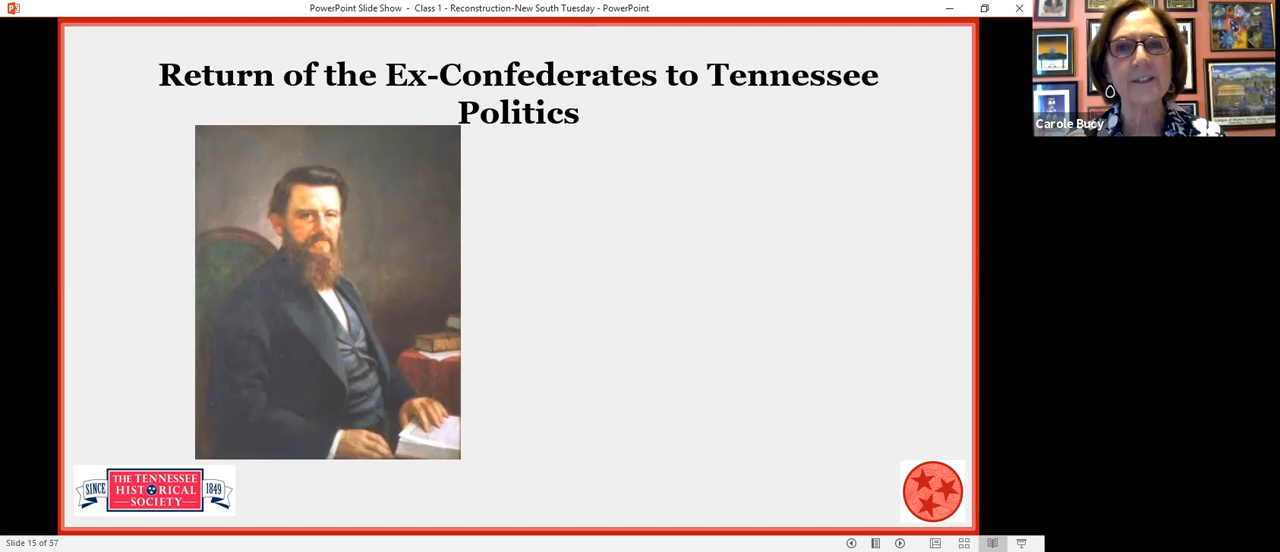 PowerPoint Slide Show - Class 1 - Reconstruction-New South Tuesday - PowerPoint
Return of the Ex-Confederates to Tennessee
Politics
Carole Bucy
THE TENNESSEE
SINCE HISTORICAL 1849
SOCIETY
Slide 15 of 57